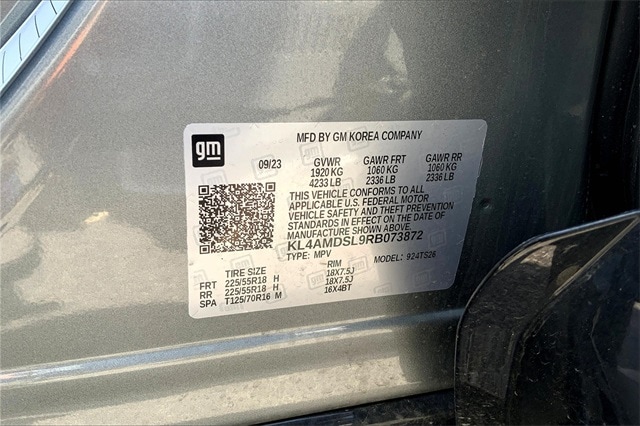 gm
MFD BY GM KOREA COMPANY
09/23 GVWR GAWR FRT GAWR RR
1920 KG 1060 KG 1060 KG
4233 LB 2336 LB 2336 LB
THIS VEHICLE CONFORMS TO ALL
APPLICABLE U.S. FEDERAL MOTOR
VEHICLE SAFETY AND THEFT PREVENTION
STANDARDS IN EFFECT ON THE DATE OF
MANUFACTURE SHOWN ABOVE.
KL4AMDSL9RB073872
TYPE: MPV MODEL: 924TS26
TIRE SIZE RIM
FRT 225/55R18 H 18X7.5J
RR 225/55R18 H 18X7.5J
SPA T125/70R16 M 16X4BT